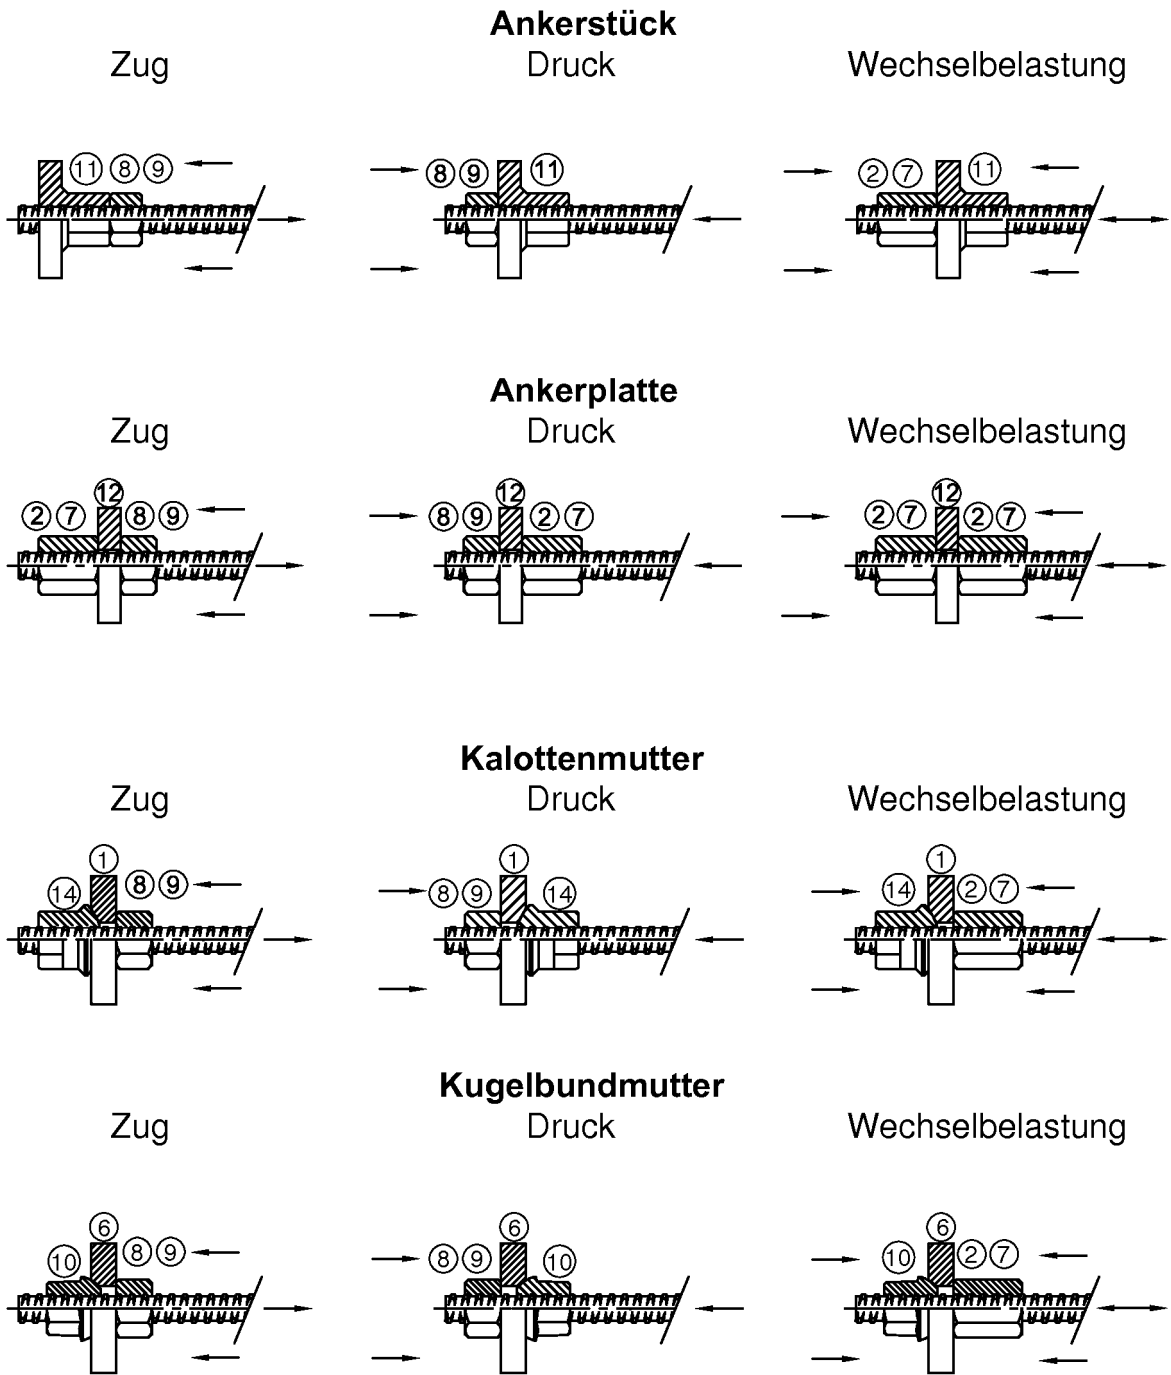 Ankerstück
Zug Druck Wechselbelastung
11 8 9 8 9 11 2 7 11
Ankerplatte
Zug Druck Wechselbelastung
12 12 12
2 7 8 9 8 9 2 7 2 7 2 7
Kalottenmutter
Zug Druck Wechselbelastung
1 1 1
14 8 9 8 9 14 14 2 7
Kugelbundmutter
Zug Druck Wechselbelastung
6 6 6
10 8 9 8 9 10 10 2 7